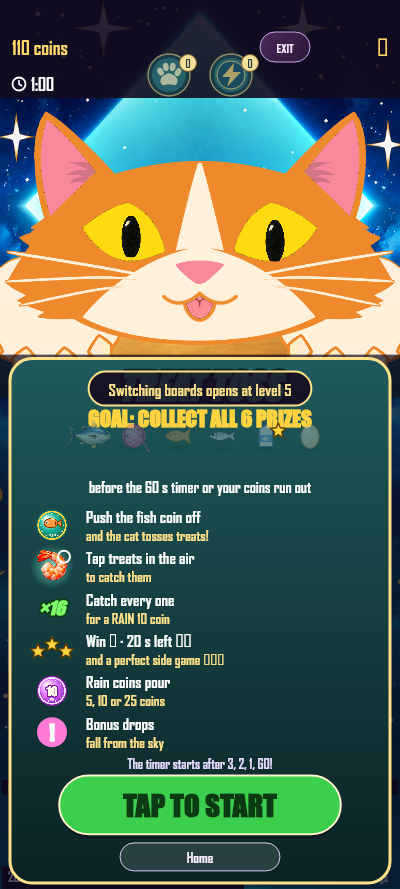 110 coins
EXIT
0
0
1:00
Switching boards opens at level 5
GOAL: COLLECT ALL 6 PRIZES
before the 60 s timer or your coins run out
Push the fish coin off
and the cat tosses treats!
Tap treats in the air
to catch them
×16
Catch every one
for a RAIN 10 coin
Win · 20 s left
and a perfect side game
10
Rain coins pour
5, 10 or 25 coins
!
Bonus drops
fall from the sky
The timer starts after 3, 2, 1, GO!
TAP TO START
Home